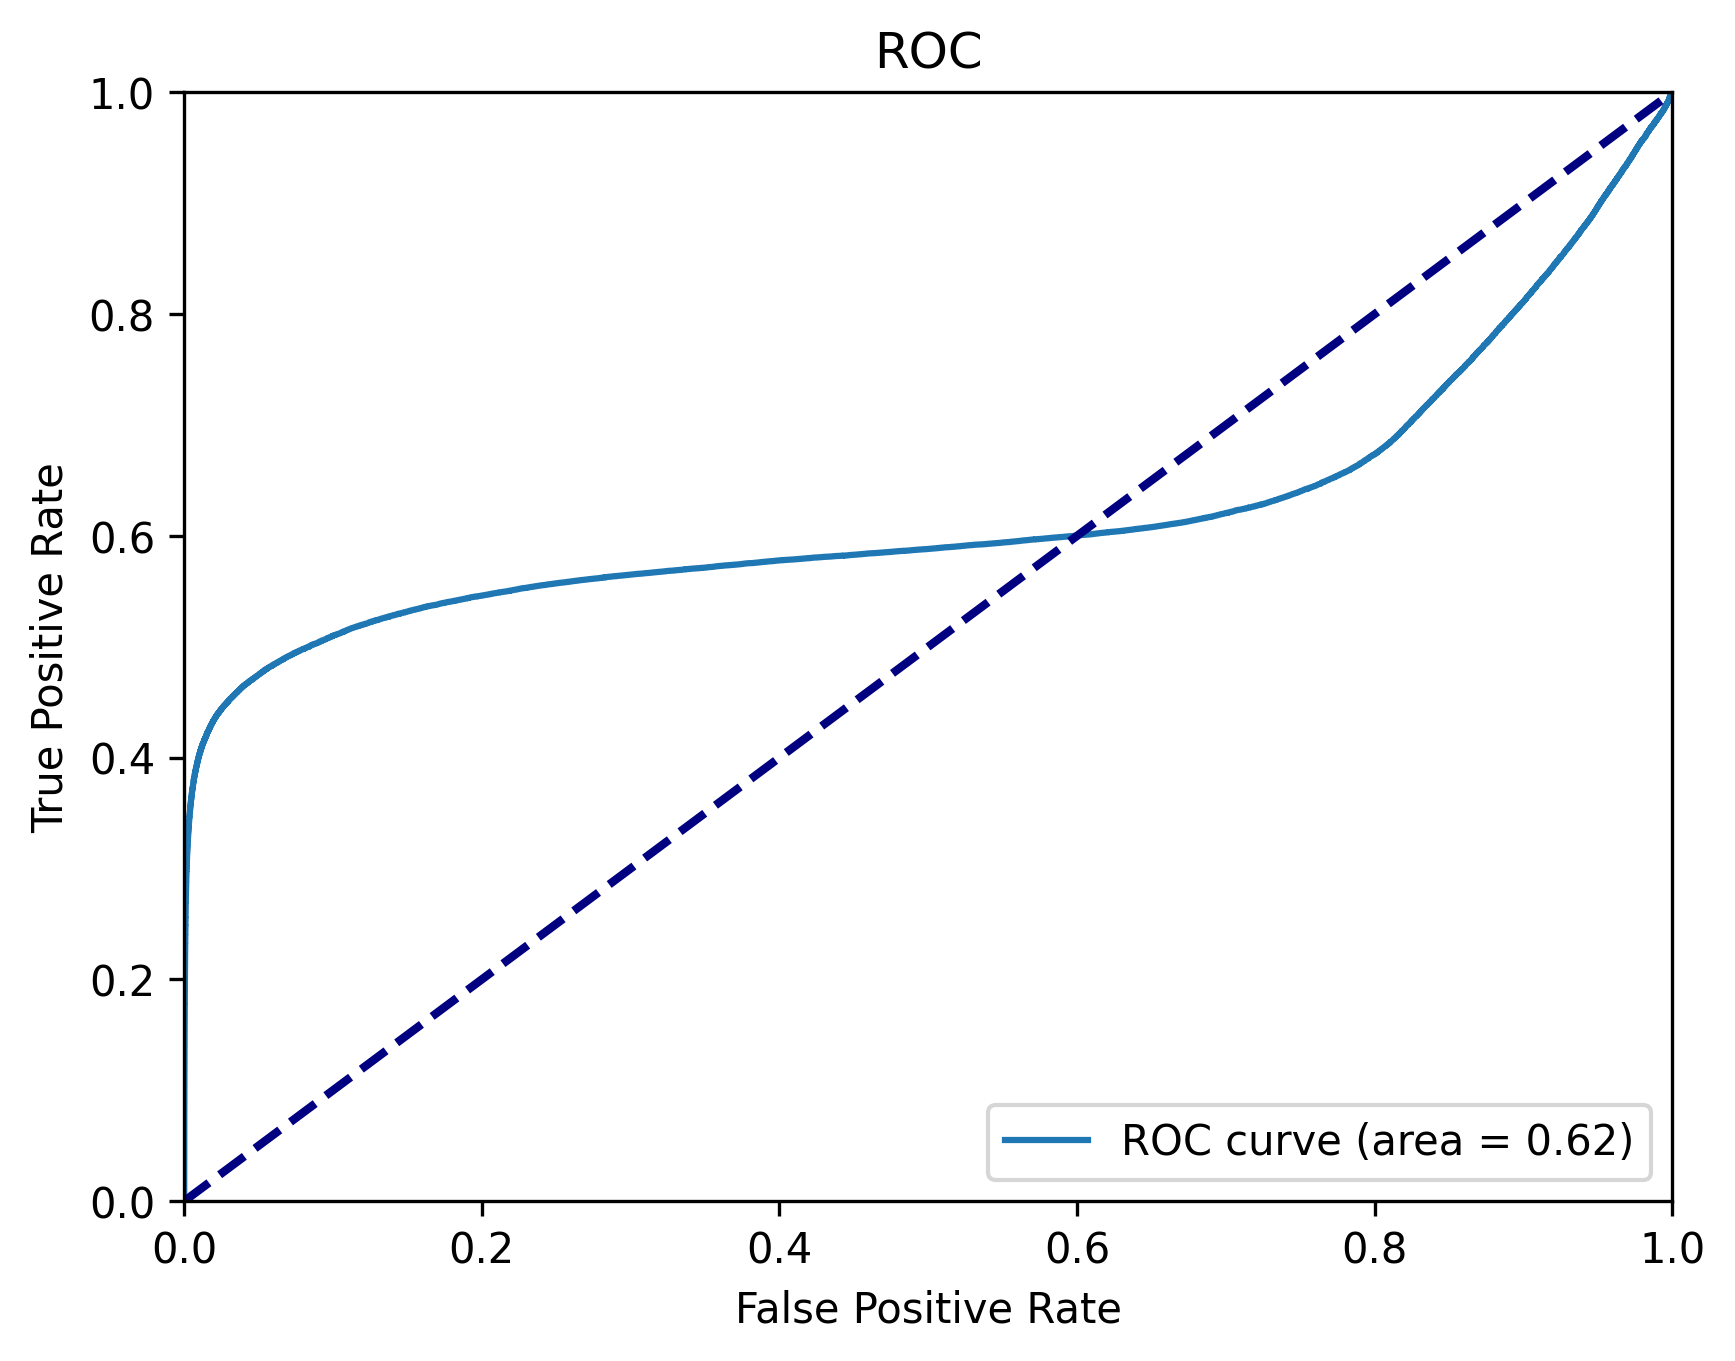 ROC
1.0
0.8
0.6
0.4
0.2
0.0
True Positive Rate
ROC curve (area = 0.62)
0.0 0.2 0.4 0.6 0.8 1.0
False Positive Rate